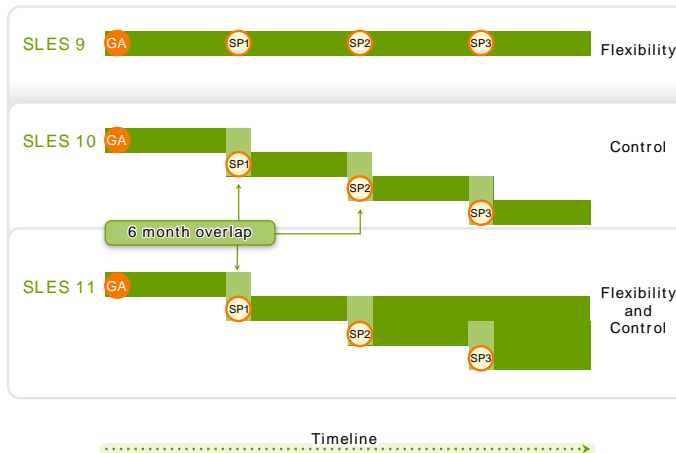 SLES 9
GA
SP1
SP2
SP3
Flexibility
SLES 10
GA
SP1
SP2
SP3
Control
6 month overlap
SLES 11
GA
SP1
SP2
SP3
Flexibility
and
Control
Timeline